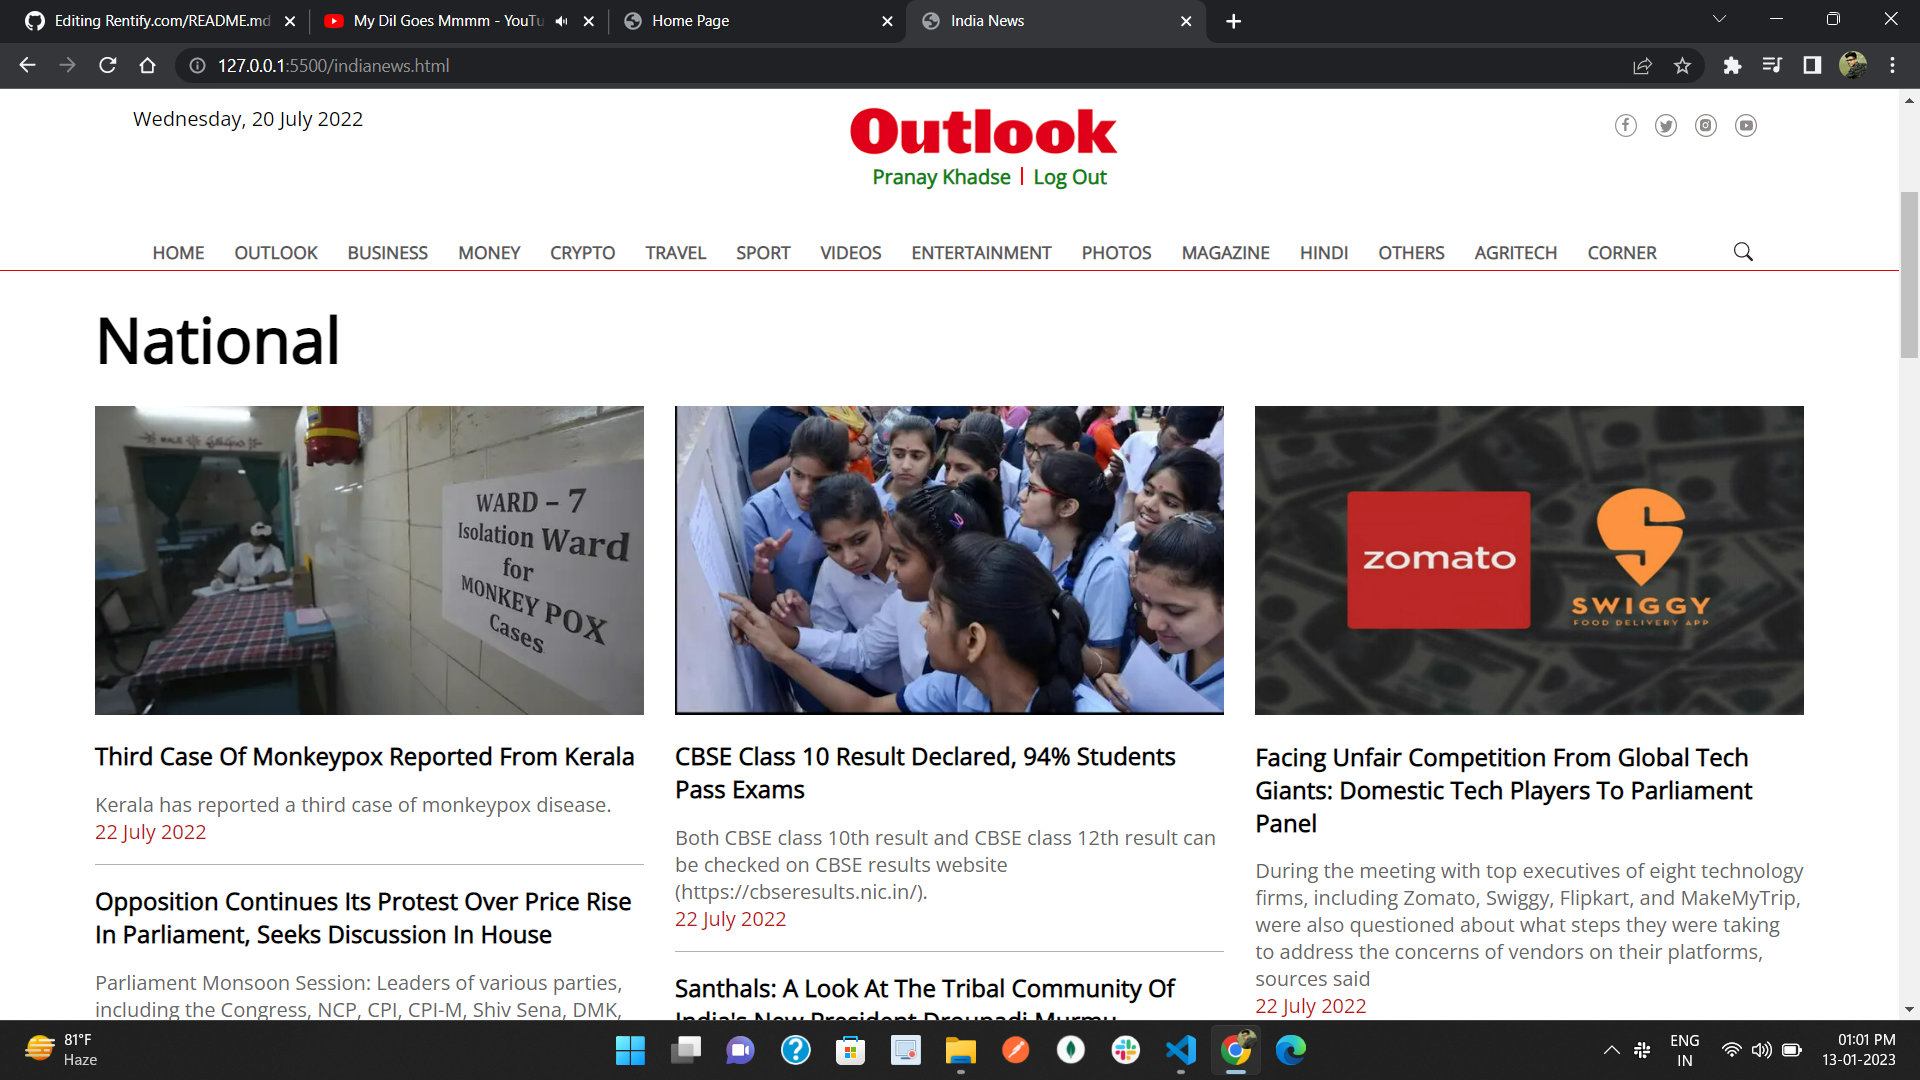 Editing Rentify.com/README.md
My Dil Goes Mmmm - YouTu
Home Page
India News
127.0.0.1:5500/indianews.html
Wednesday, 20 July 2022
Outlook
Pranay Khadse | Log Out
HOME OUTLOOK BUSINESS MONEY CRYPTO TRAVEL SPORT VIDEOS ENTERTAINMENT PHOTOS MAGAZINE HINDI OTHERS AGRITECH CORNER
National
WARD – 7
Isolation Ward
for
MONKEY POX
Cases
Third Case Of Monkeypox Reported From Kerala
Kerala has reported a third case of monkeypox disease.
22 July 2022
Opposition Continues Its Protest Over Price Rise
In Parliament, Seeks Discussion In House
Parliament Monsoon Session: Leaders of various parties,
including the Congress, NCP, CPI, CPI-M, Shiv Sena, DMK,
CBSE Class 10 Result Declared, 94% Students
Pass Exams
Both CBSE class 10th result and CBSE class 12th result can
be checked on CBSE results website
(https://cbseresults.nic.in/).
22 July 2022
Santhals: A Look At The Tribal Community Of
India's New President Droupadi Murmu
zomato
SWIGGY
FOOD DELIVERY APP
Facing Unfair Competition From Global Tech
Giants: Domestic Tech Players To Parliament
Panel
During the meeting with top executives of eight technology
firms, including Zomato, Swiggy, Flipkart, and MakeMyTrip,
were also questioned about what steps they were taking
to address the concerns of vendors on their platforms,
sources said
22 July 2022
81°F
Haze
ENG
IN
01:01 PM
13-01-2023